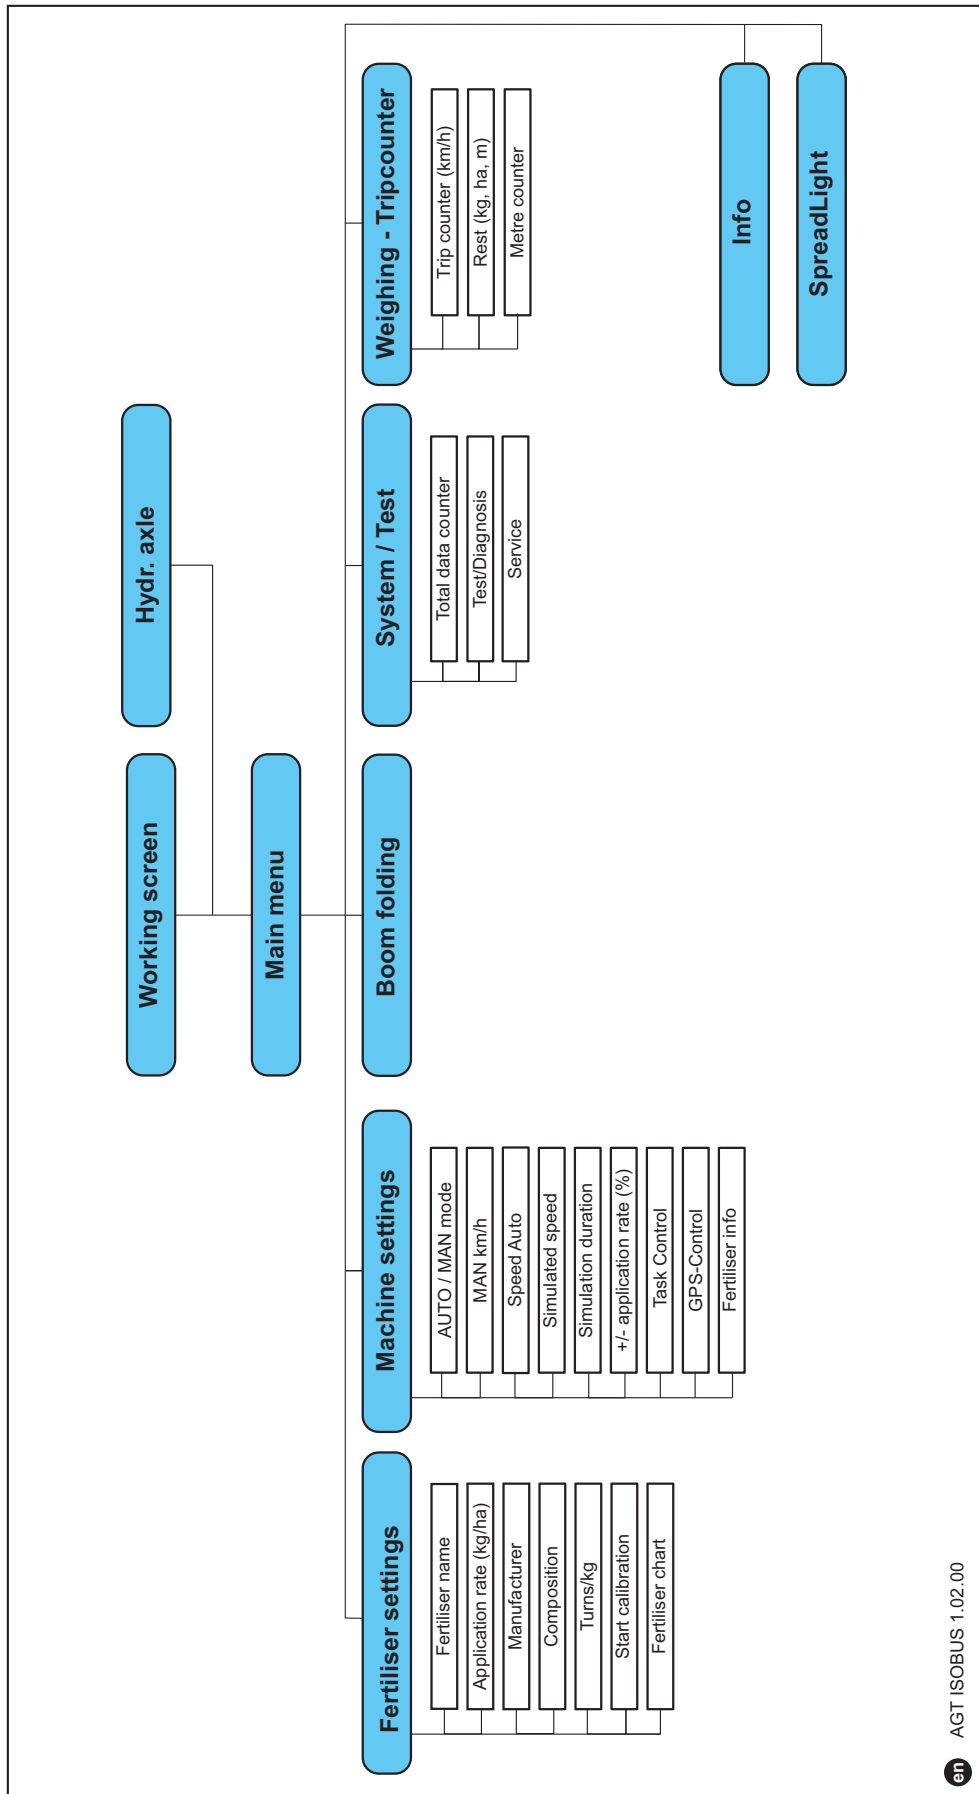 Working screen
Hydr. axle
Main menu
Fertiliser settings
Fertiliser name
Application rate (kg/ha)
Manufacturer
Composition
Turns/kg
Start calibration
Fertiliser chart
Machine settings
AUTO / MAN mode
MAN km/h
Speed Auto
Simulated speed
Simulation duration
+/- application rate (%)
Task Control
GPS-Control
Fertiliser info
Boom folding
System / Test
Total data counter
Test/Diagnosis
Service
Weighing - Tripcounter
Trip counter (km/h)
Rest (kg, ha, m)
Metre counter
Info
SpreadLight
en AGT ISOBUS 1.02.00